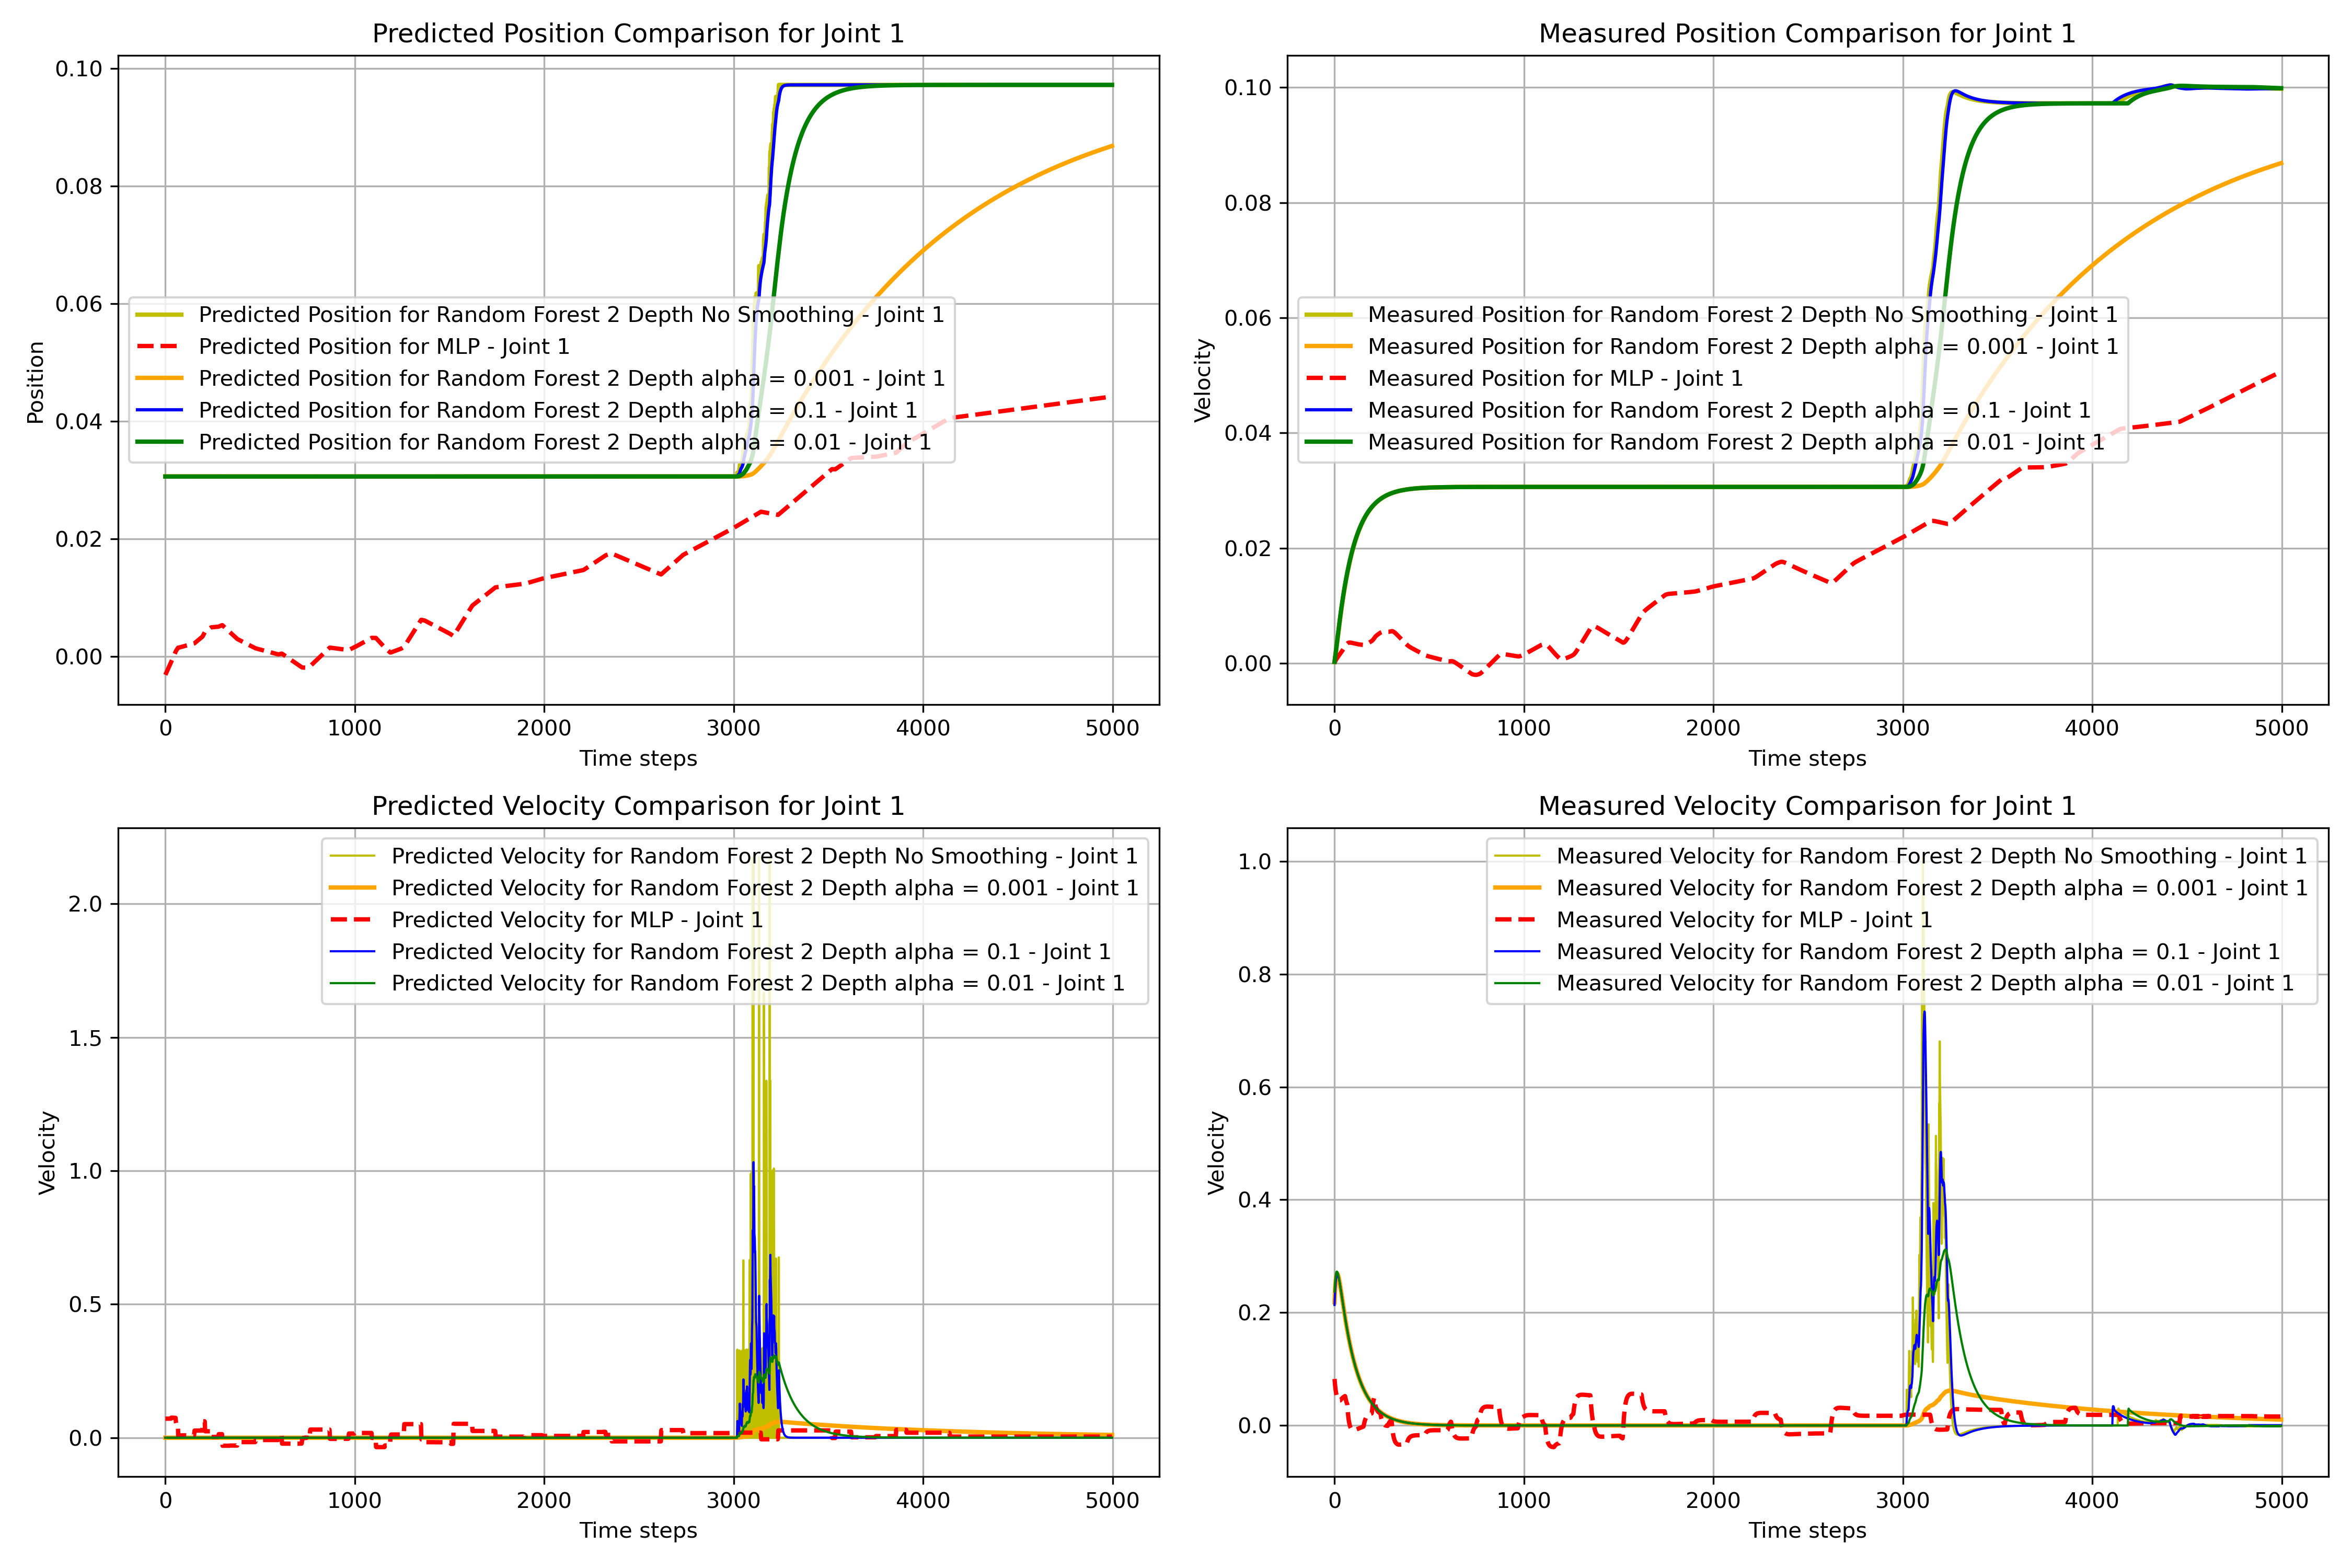 Predicted Position Comparison for Joint 1
Position
0.10
0.08
0.06
0.04
0.02
0.00
Predicted Position for Random Forest 2 Depth No Smoothing - Joint 1
Predicted Position for MLP - Joint 1
Predicted Position for Random Forest 2 Depth alpha = 0.001 - Joint 1
Predicted Position for Random Forest 2 Depth alpha = 0.1 - Joint 1
Predicted Position for Random Forest 2 Depth alpha = 0.01 - Joint 1
0 1000 2000 3000 4000 5000
Time steps
Measured Position Comparison for Joint 1
Velocity
0.10
0.08
0.06
0.04
0.02
0.00
Measured Position for Random Forest 2 Depth No Smoothing - Joint 1
Measured Position for Random Forest 2 Depth alpha = 0.001 - Joint 1
Measured Position for MLP - Joint 1
Measured Position for Random Forest 2 Depth alpha = 0.1 - Joint 1
Measured Position for Random Forest 2 Depth alpha = 0.01 - Joint 1
0 1000 2000 3000 4000 5000
Time steps
Predicted Velocity Comparison for Joint 1
Velocity
2.0
1.5
1.0
0.5
0.0
Predicted Velocity for Random Forest 2 Depth No Smoothing - Joint 1
Predicted Velocity for Random Forest 2 Depth alpha = 0.001 - Joint 1
Predicted Velocity for MLP - Joint 1
Predicted Velocity for Random Forest 2 Depth alpha = 0.1 - Joint 1
Predicted Velocity for Random Forest 2 Depth alpha = 0.01 - Joint 1
0 1000 2000 3000 4000 5000
Time steps
Measured Velocity Comparison for Joint 1
Velocity
1.0
0.8
0.6
0.4
0.2
0.0
Measured Velocity for Random Forest 2 Depth No Smoothing - Joint 1
Measured Velocity for Random Forest 2 Depth alpha = 0.001 - Joint 1
Measured Velocity for MLP - Joint 1
Measured Velocity for Random Forest 2 Depth alpha = 0.1 - Joint 1
Measured Velocity for Random Forest 2 Depth alpha = 0.01 - Joint 1
0 1000 2000 3000 4000 5000
Time steps